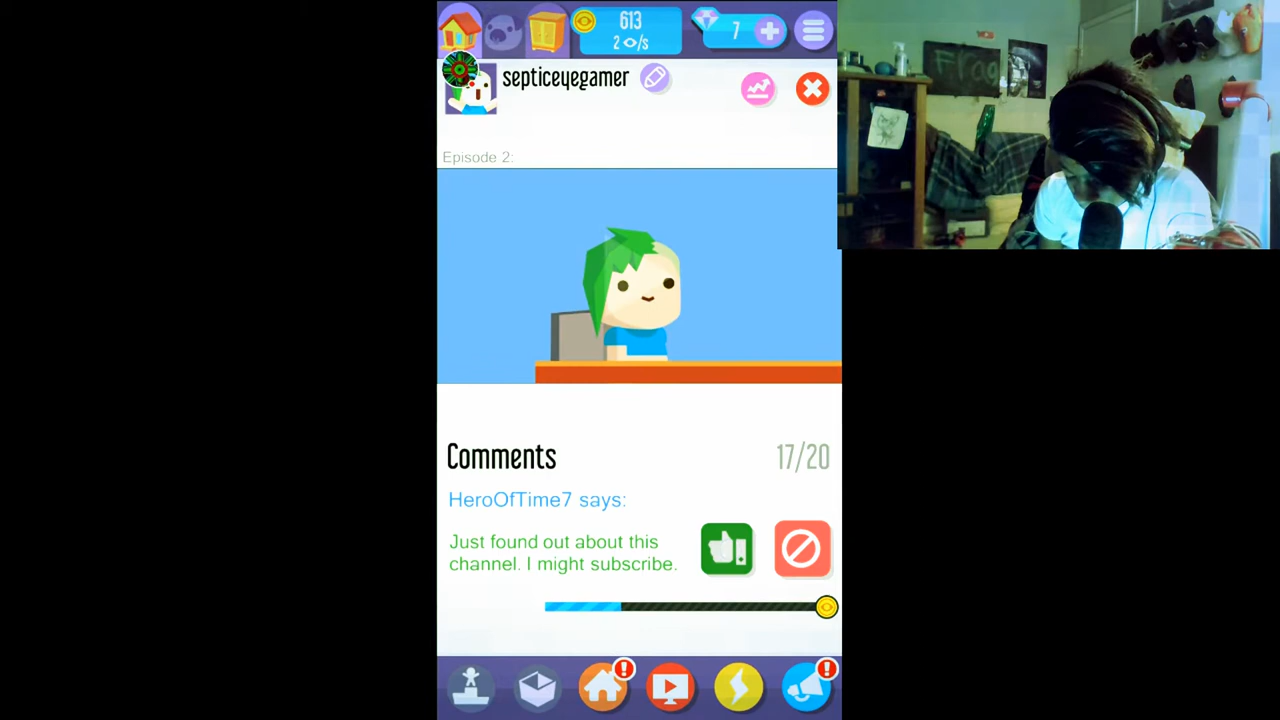 613
2 /s
7
septiceyegamer
Episode 2:
Comments
17/20
HeroOfTime7 says:
Just found out about this
channel. I might subscribe.
Frag